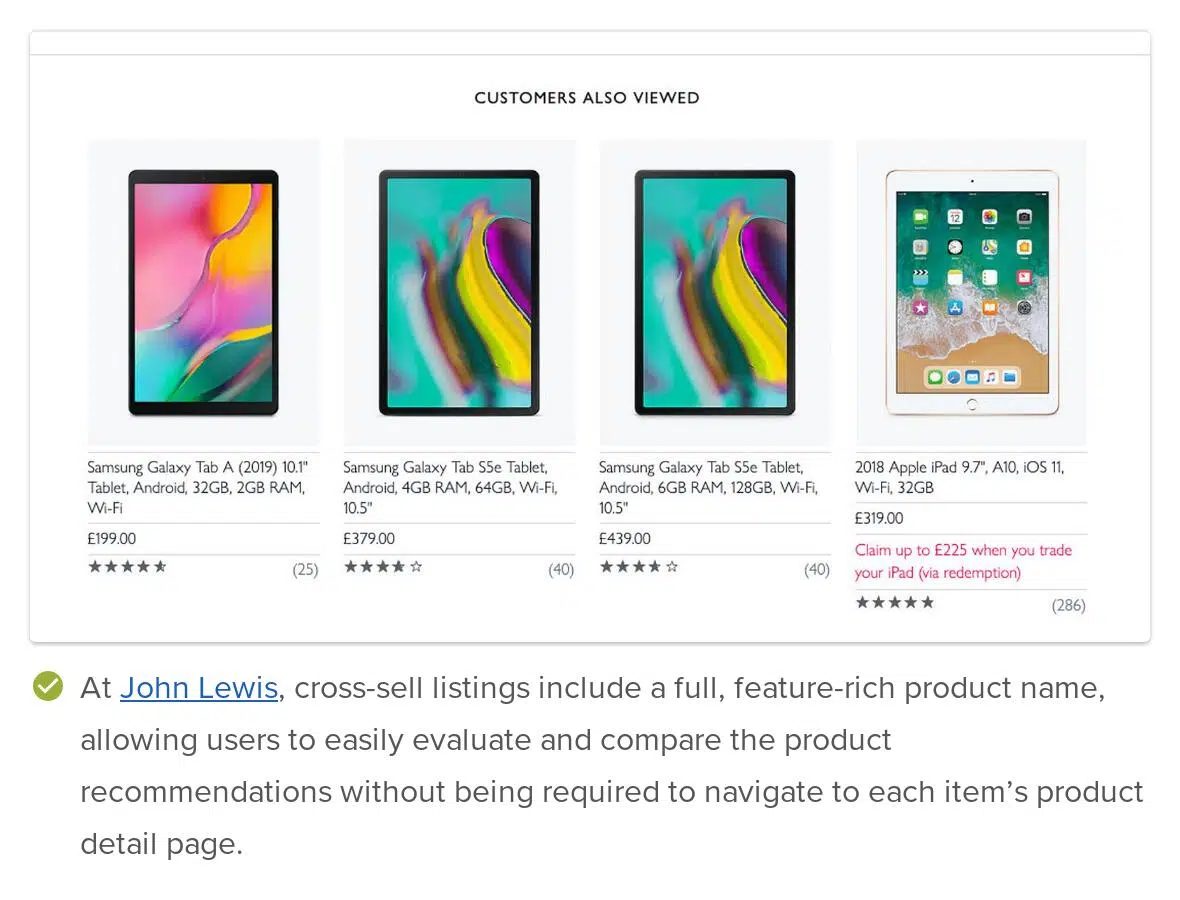 CUSTOMERS ALSO VIEWED
Samsung Galaxy Tab A (2019) 10.1"
Tablet, Android, 32GB, 2GB RAM,
Wi-Fi
£199.00
(25)
Samsung Galaxy Tab S5e Tablet,
Android, 4GB RAM, 64GB, Wi-Fi,
10.5"
£379.00
(40)
Samsung Galaxy Tab S5e Tablet,
Android, 6GB RAM, 128GB, Wi-Fi,
10.5"
£439.00
(40)
2018 Apple iPad 9.7", A10, iOS 11,
Wi-Fi, 32GB
£319.00
Claim up to £225 when you trade
your iPad (via redemption)
(286)
At John Lewis, cross-sell listings include a full, feature-rich product name,
allowing users to easily evaluate and compare the product
recommendations without being required to navigate to each item’s product
detail page.